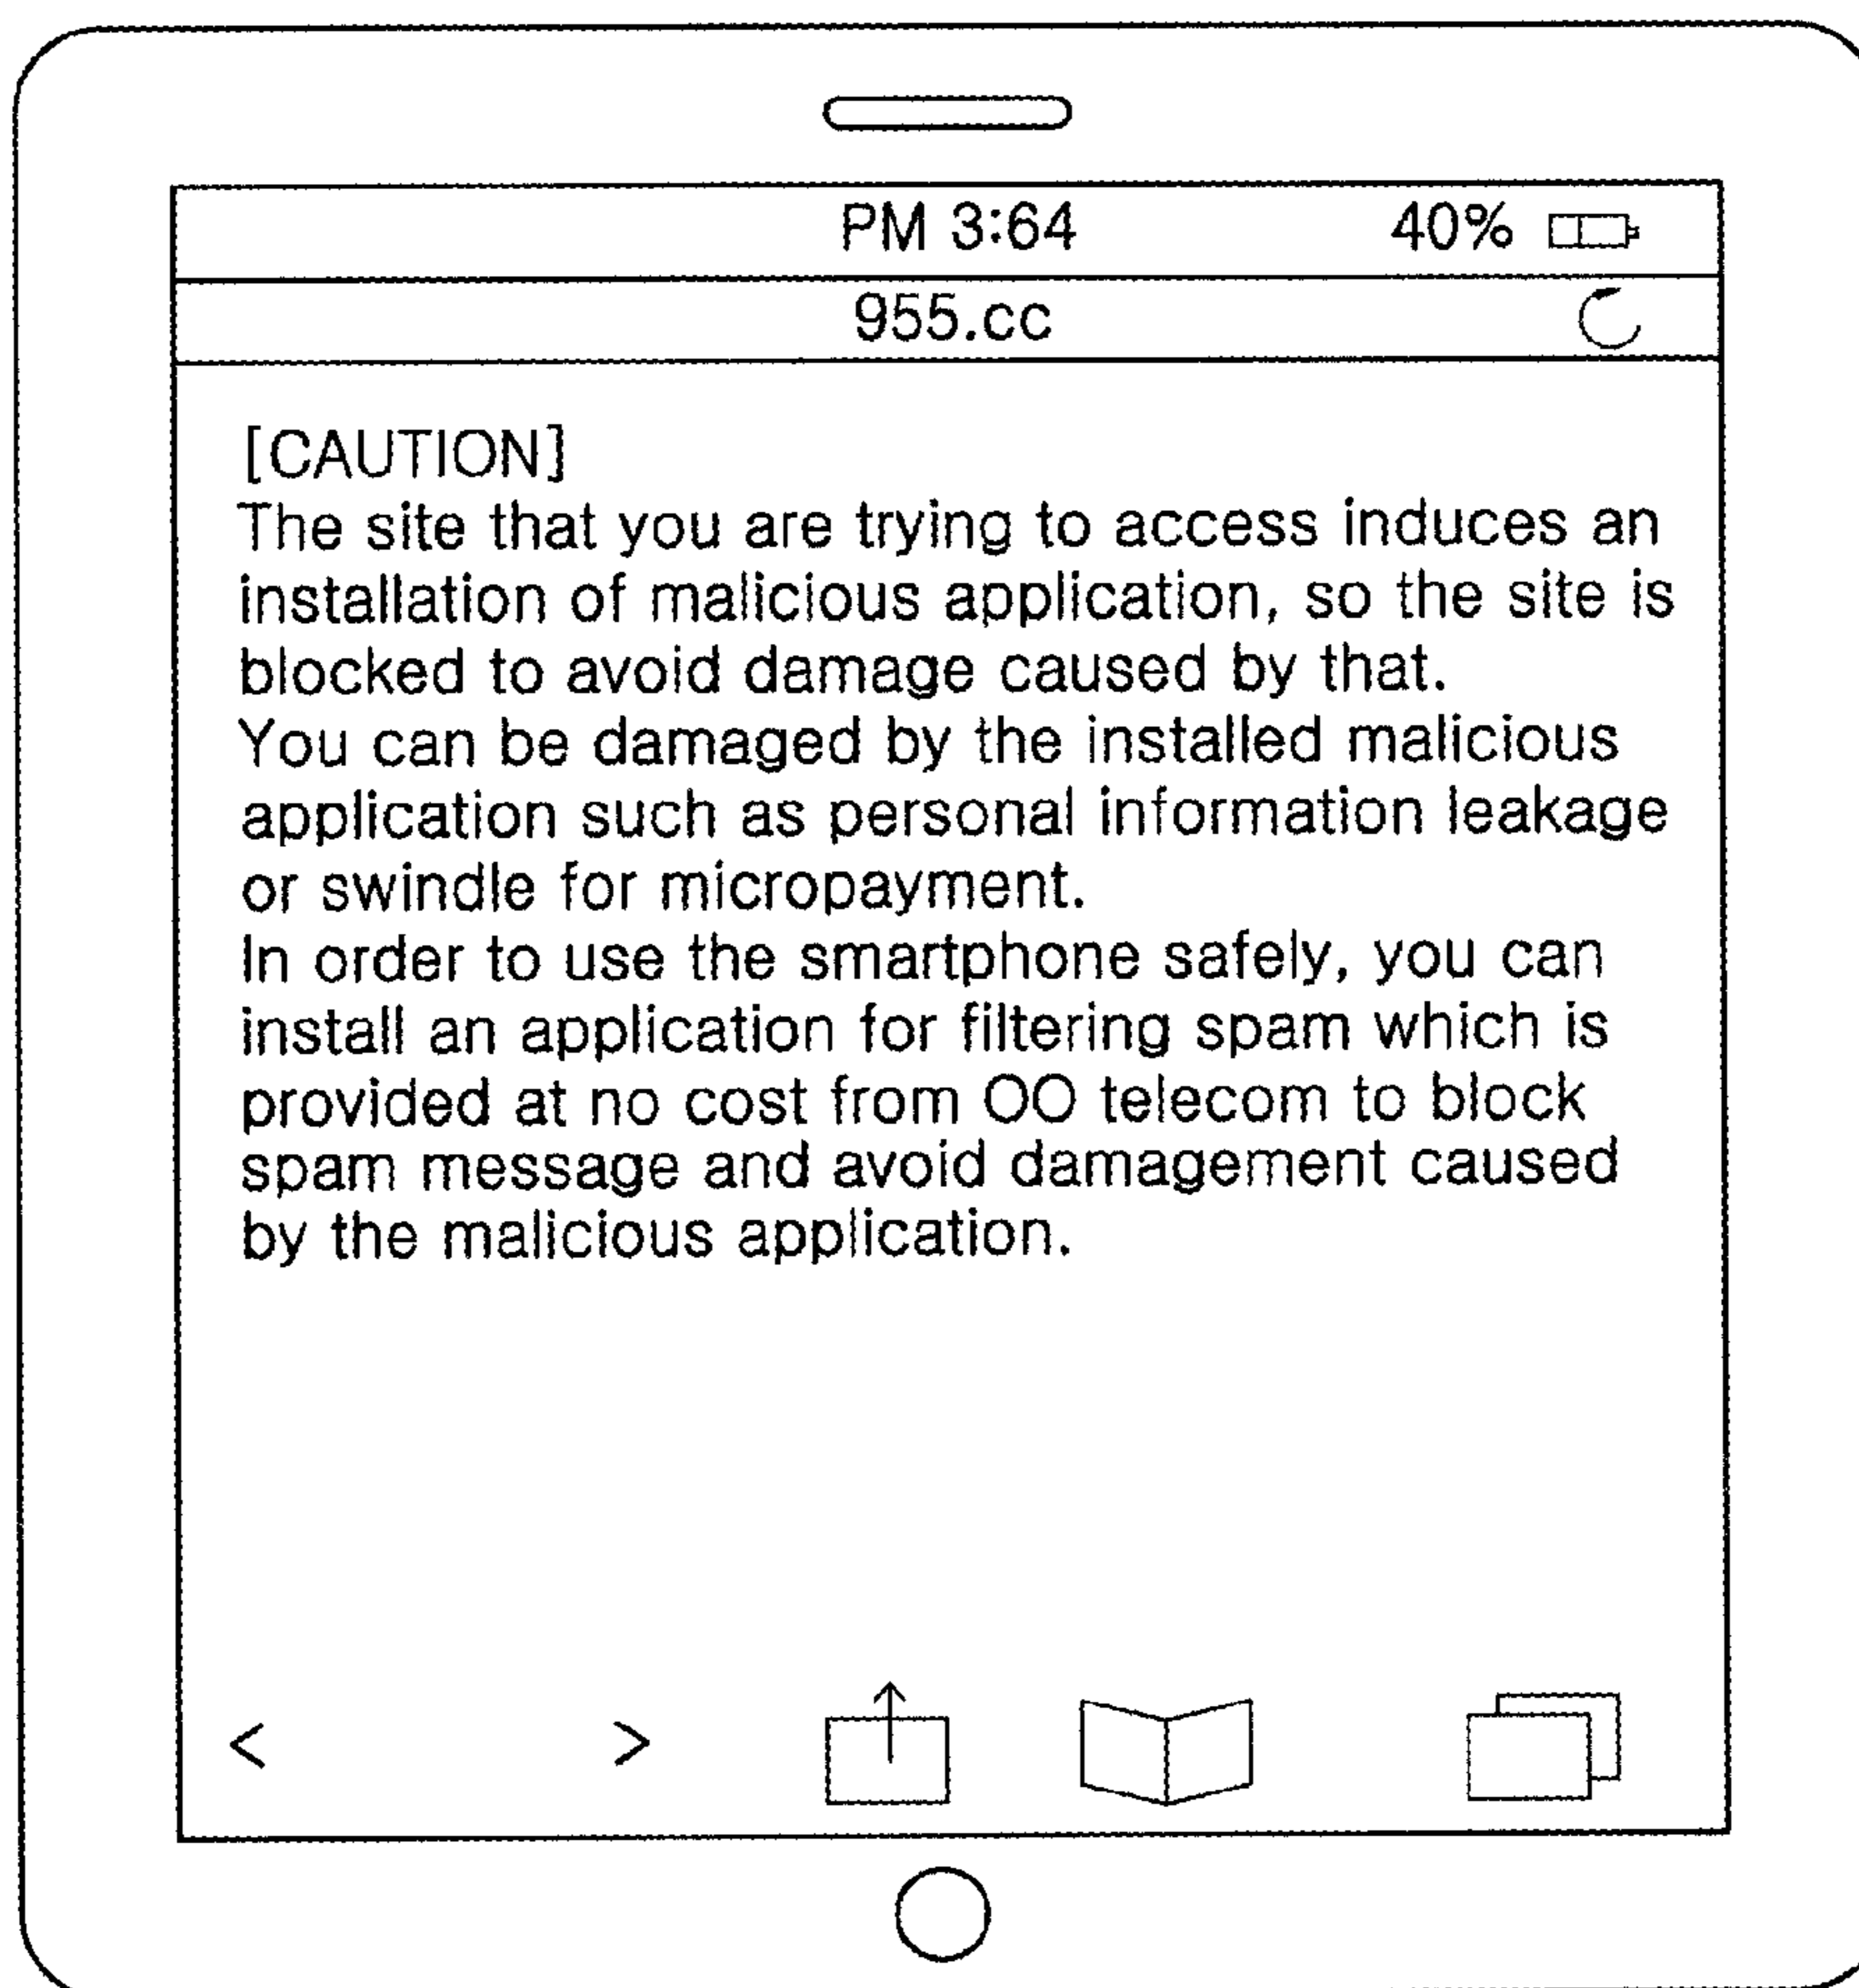 PM 3:64 40%
955.cc
[CAUTION]
The site that you are trying to access induces an
installation of malicious application, so the site is
blocked to avoid damage caused by that.
You can be damaged by the installed malicious
application such as personal information leakage
or swindle for micropayment.
In order to use the smartphone safely, you can
install an application for filtering spam which is
provided at no cost from OO telecom to block
spam message and avoid damagement caused
by the malicious application.
< >